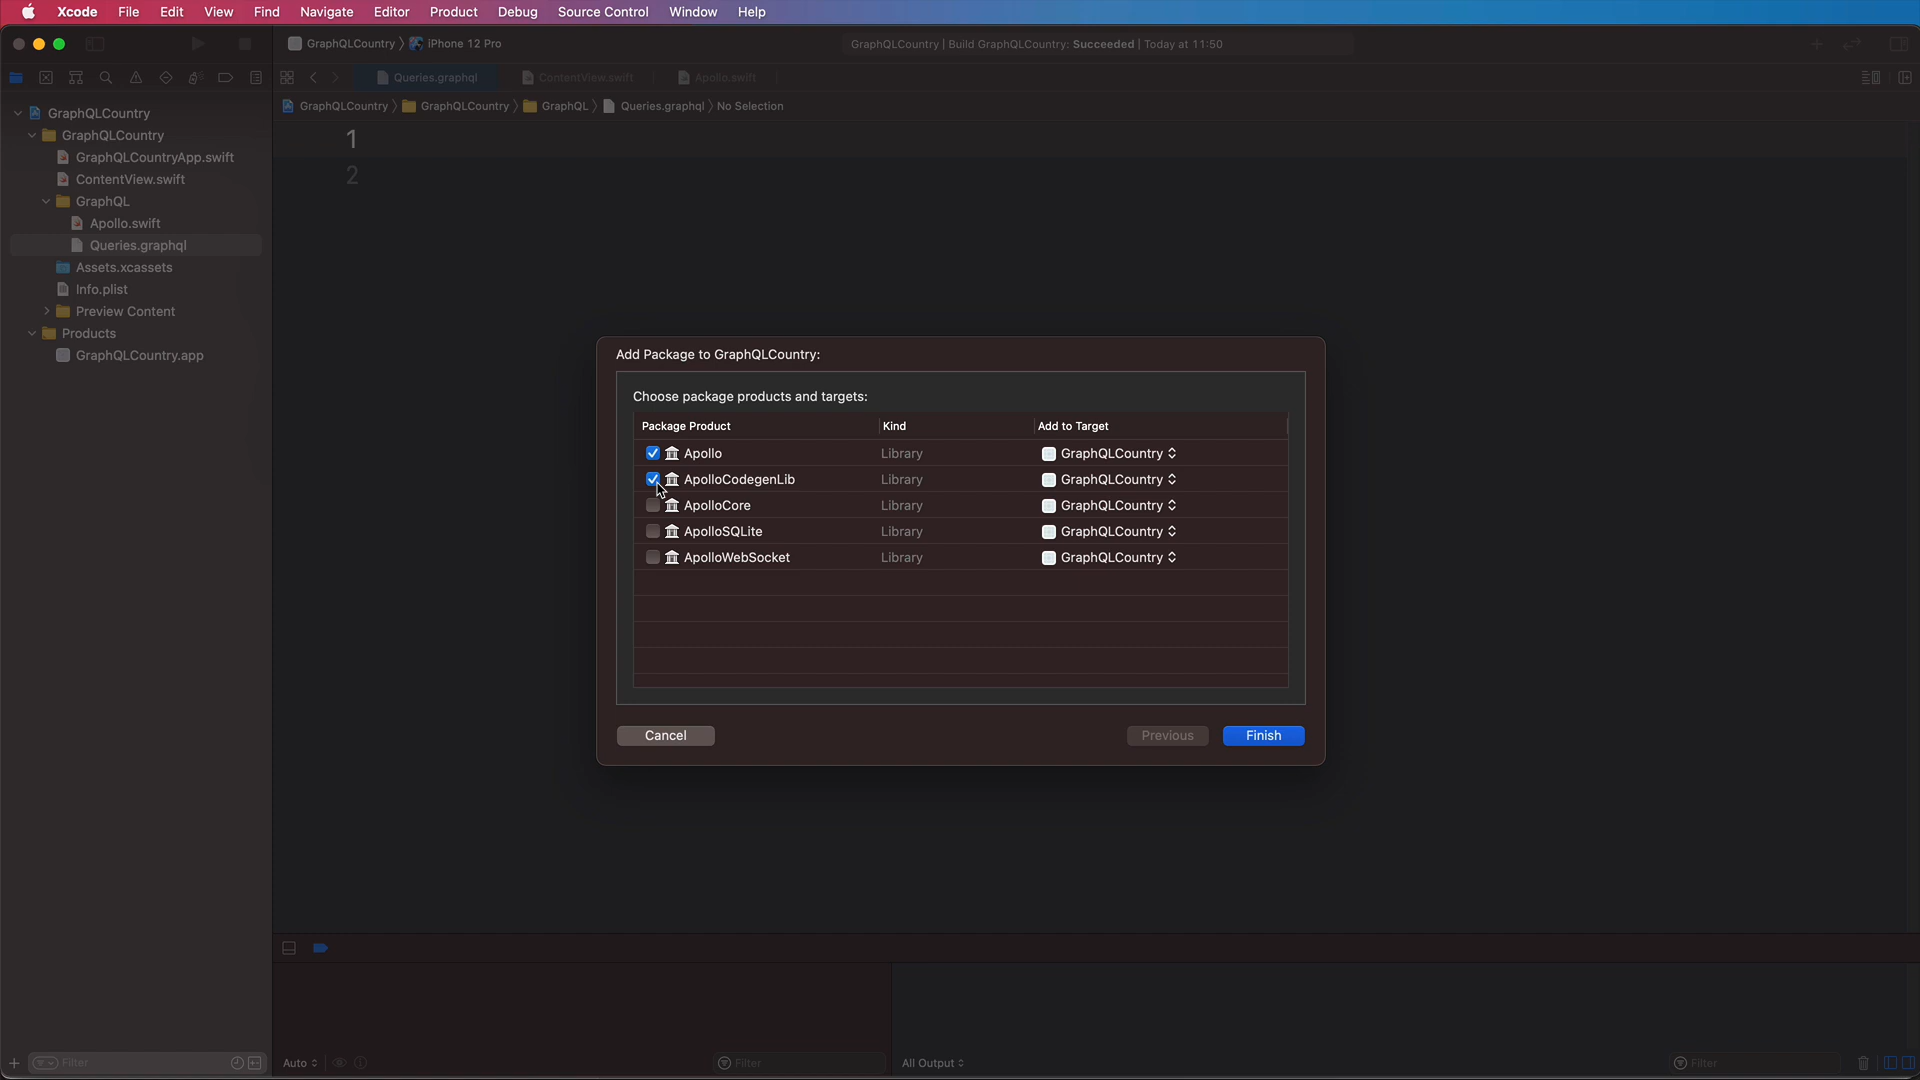 Xcode File Edit View Find Navigate Editor Product Debug Source Control Window Help
GraphQLCountry iPhone 12 Pro
GraphQLCountry | Build GraphQLCountry: Succeeded | Today at 11:50
Queries.graphql ContentView.swift Apollo.swift
GraphQLCountry GraphQLCountry GraphQL Queries.graphql No Selection
GraphQLCountry
GraphQLCountry
GraphQLCountryApp.swift
ContentView.swift
GraphQL
Apollo.swift
Queries.graphql
Assets.xcassets
Info.plist
Preview Content
Products
GraphQLCountry.app
1
2
Add Package to GraphQLCountry:
Choose package products and targets:
Package Product Kind Add to Target
Apollo Library GraphQLCountry
ApolloCodegenLib Library GraphQLCountry
ApolloCore Library GraphQLCountry
ApolloSQLite Library GraphQLCountry
ApolloWebSocket Library GraphQLCountry
Cancel Previous Finish
Filter Auto Filter All Output Filter